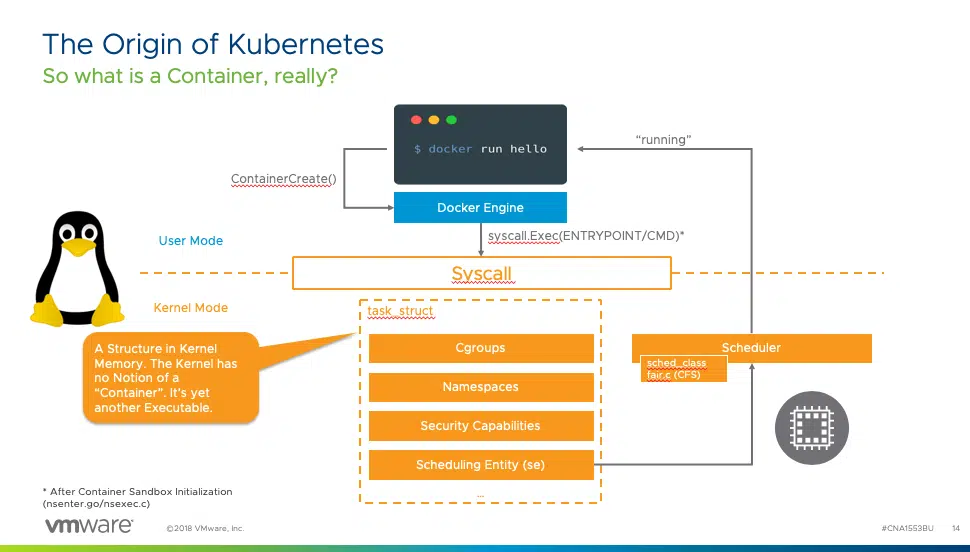 The Origin of Kubernetes
So what is a Container, really?
$ docker run hello
"running"
ContainerCreate()
Docker Engine
syscall.Exec(ENTRYPOINT/CMD)*
User Mode
Syscall
Kernel Mode
task_struct
A Structure in Kernel
Memory. The Kernel has
no Notion of a
"Container". It's yet
another Executable.
Cgroups
Namespaces
Security Capabilities
Scheduling Entity (se)
...
Scheduler
sched_class
fair.c (CFS)
* After Container Sandbox Initialization
(nsenter.go/nsexec.c)
vmware
©2018 VMware, Inc.
#CNA1553BU
14